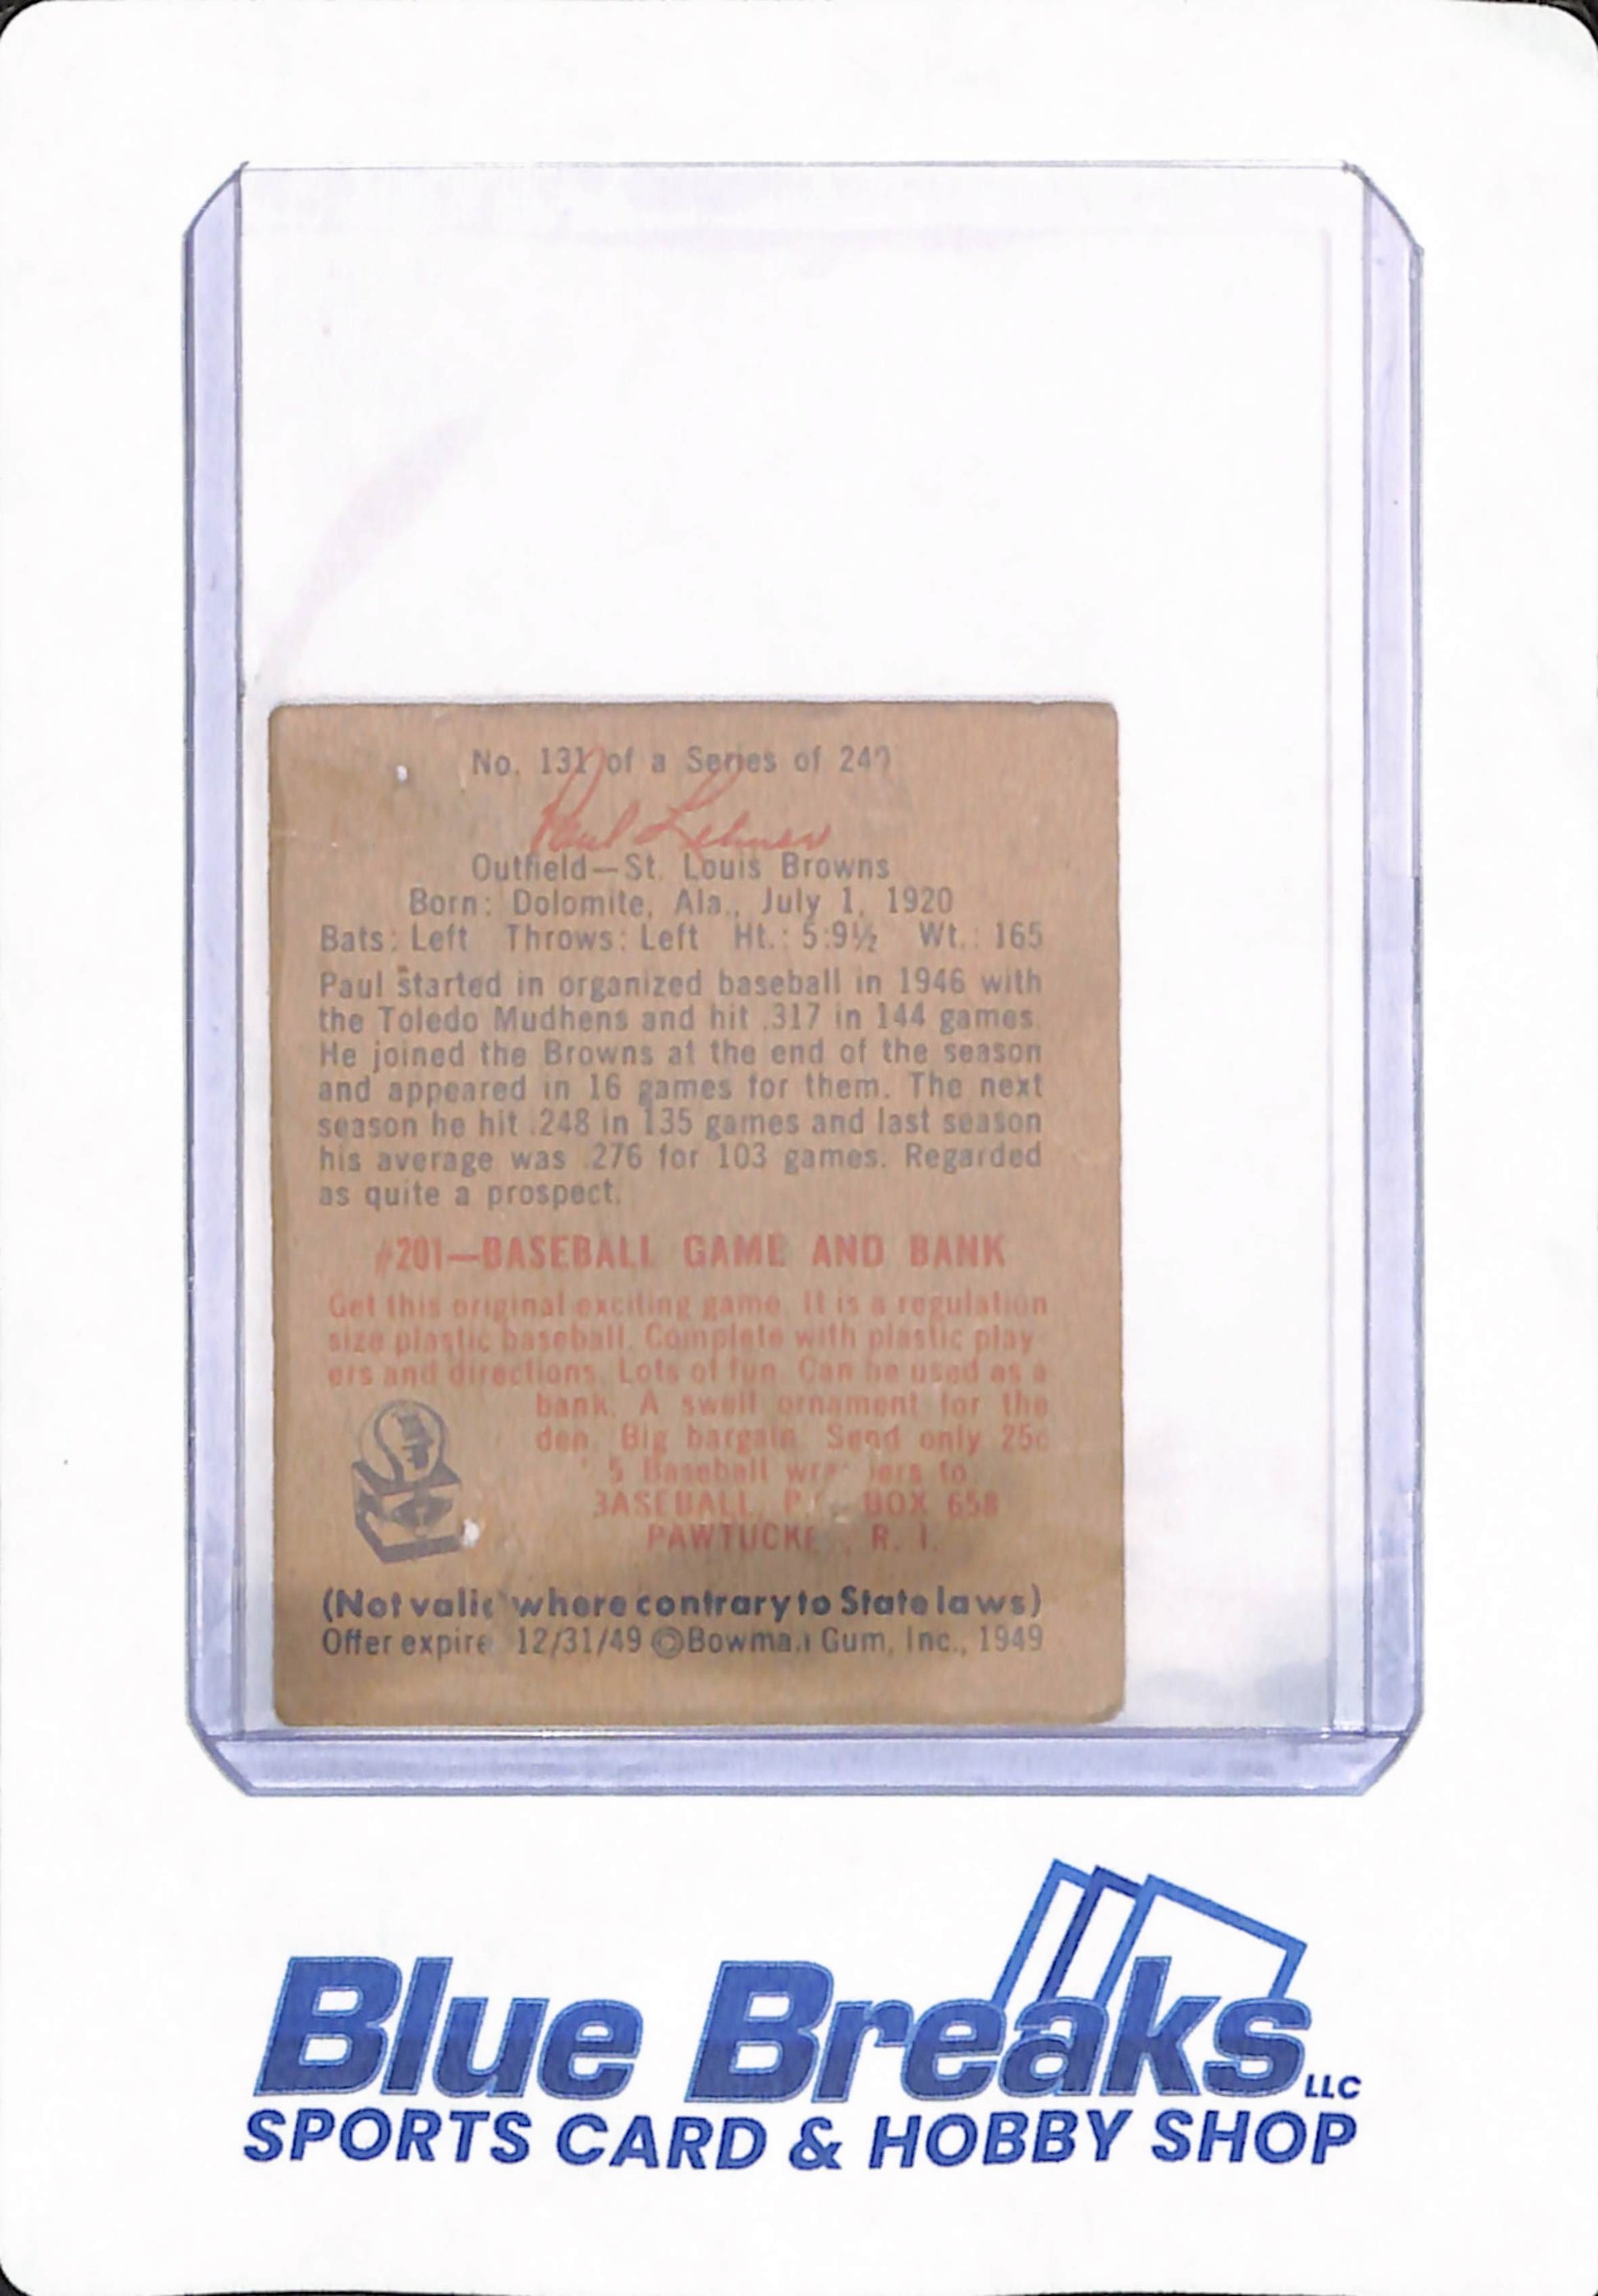 No. 131 of a Series of 240
Paul Lehner
Outfield—St. Louis Browns
Born: Dolomite, Ala., July 1, 1920
Bats: Left Throws: Left Ht.: 5:9½ Wt.: 165
Paul started in organized baseball in 1946 with
the Toledo Mudhens and hit .317 in 144 games.
He joined the Browns at the end of the season
and appeared in 16 games for them. The next
season he hit .248 in 135 games and last season
his average was .276 for 103 games. Regarded
as quite a prospect.
#201—BASEBALL GAME AND BANK
Get this original exciting game. It is a regulation
size plastic baseball. Complete with plastic play-
ers and directions. Lots of fun. Can be used as a
bank. A swell ornament for the
den. Big bargain. Send only 25c
5 Baseball wrappers to
BASEBALL, P.O. BOX 658
PAWTUCKET, R. I.
(Not valid where contrary to State laws)
Offer expires 12/31/49 ©Bowman Gum, Inc., 1949
Blue Breaks LLC
SPORTS CARD & HOBBY SHOP